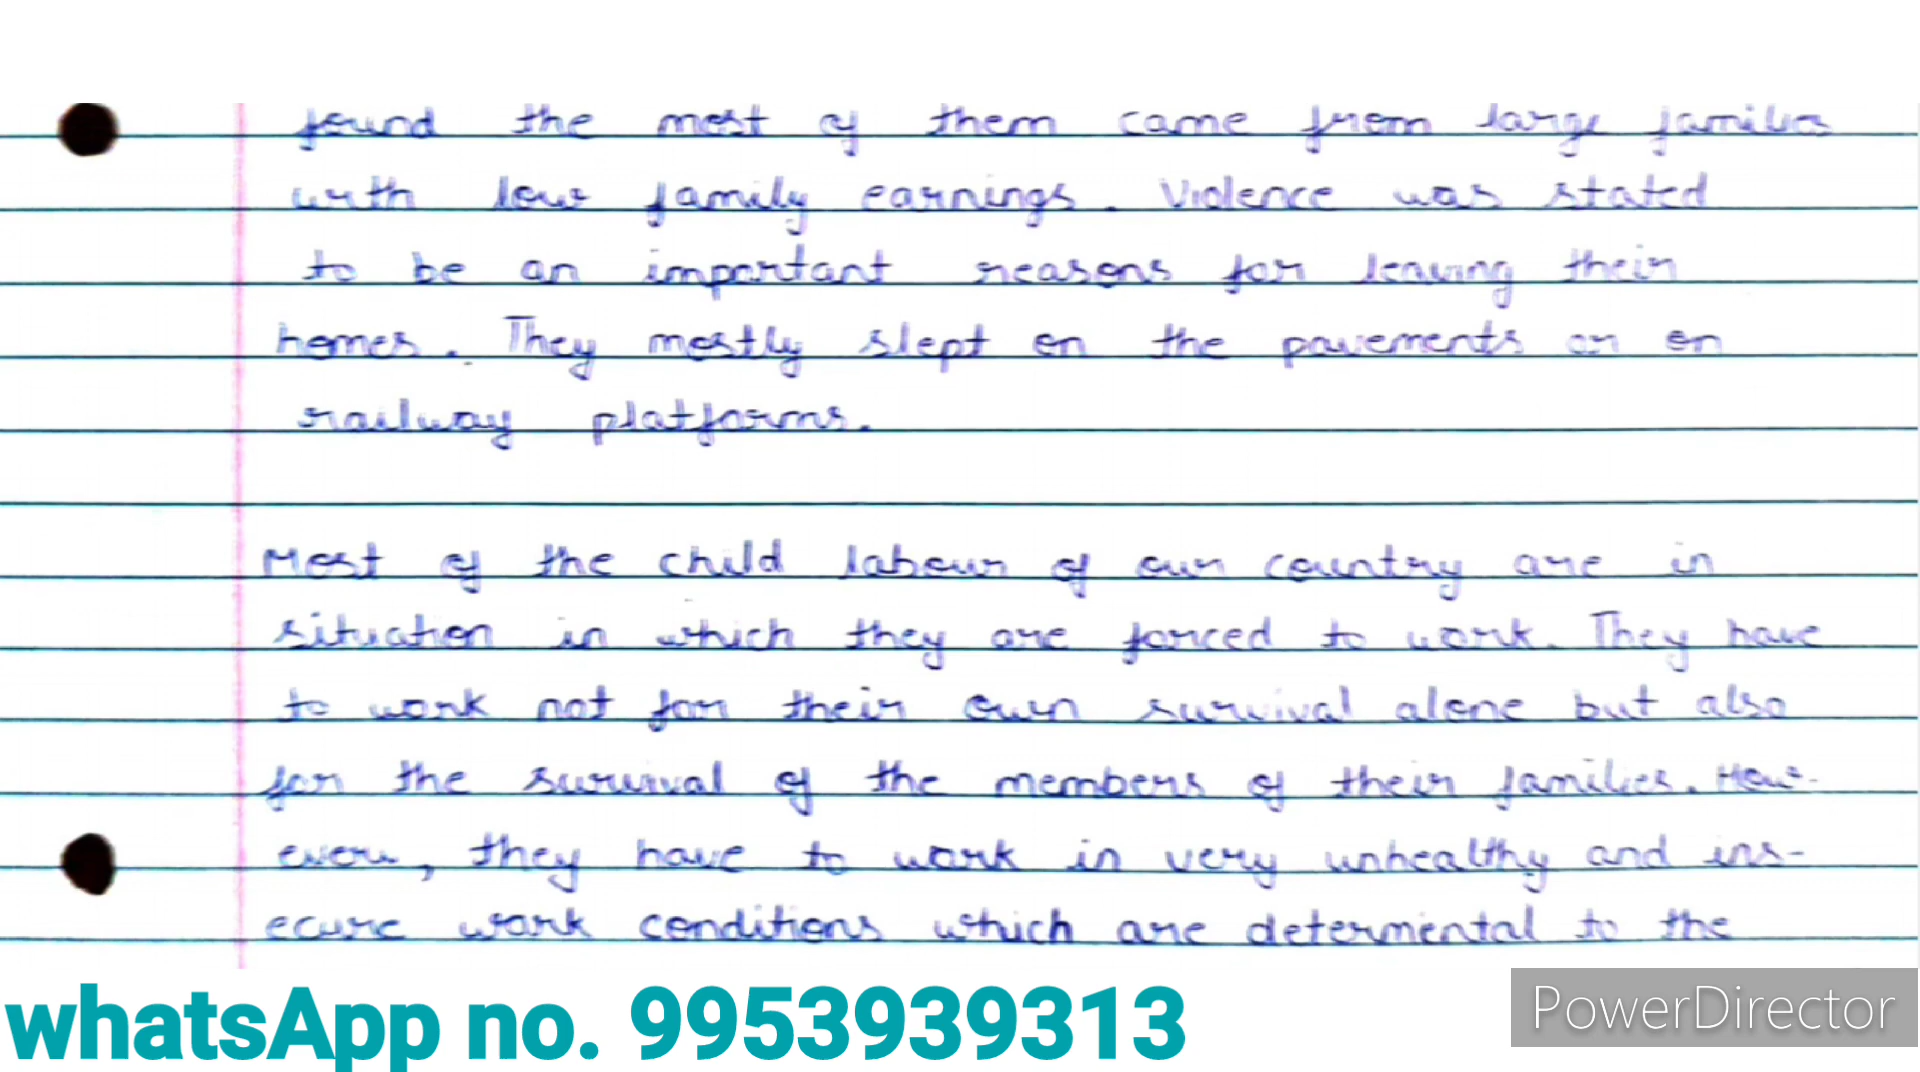 found the most of them came from large families
with low family earnings. Violence was stated
to be an important reasons for leaving their
homes. They mostly slept on the pavements or on
railway platforms.
Most of the child labour of our country are in
situation in which they are forced to work. They have
to work not for their own survival alone but also
for the survival of the members of their families. How-
ever, they have to work in very unhealthy and ins-
ecure work conditions which are determental to the
whatsApp no. 9953939313
PowerDirector